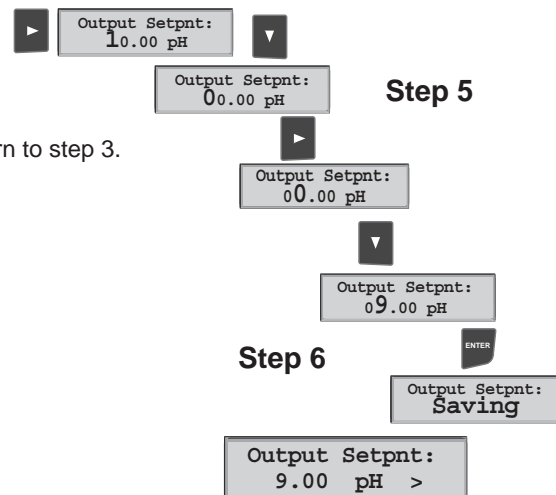 Output Setpnt:
10.00 pH
Output Setpnt:
00.00 pH
Step 5
rn to step 3.
Output Setpnt:
00.00 pH
Output Setpnt:
09.00 pH
Step 6
ENTER
Output Setpnt:
Saving
Output Setpnt:
9.00 pH >